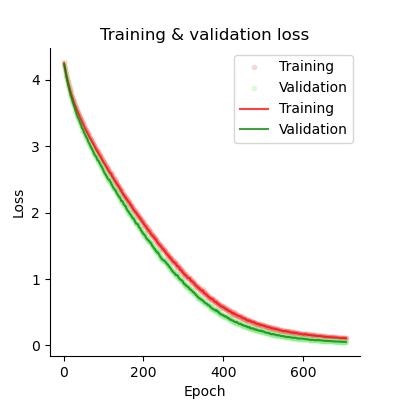 Training & validation loss
Training
Validation
Training
Validation
Loss
4
3
2
1
0
0 200 400 600
Epoch